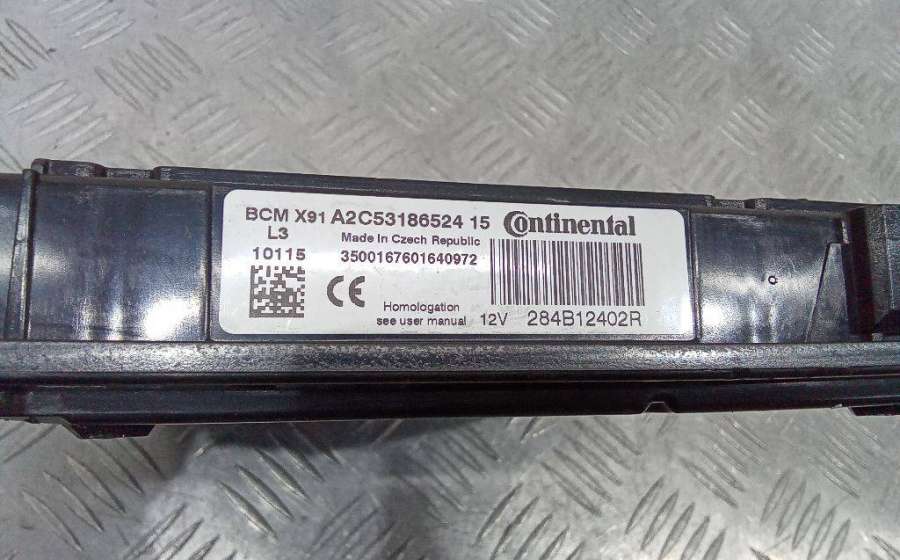 BCM X91 A2C53186524 15 Continental
L3 Made In Czech Republic
10115 3500167601640972
CE
Homologation
see user manual 12V 284B12402R